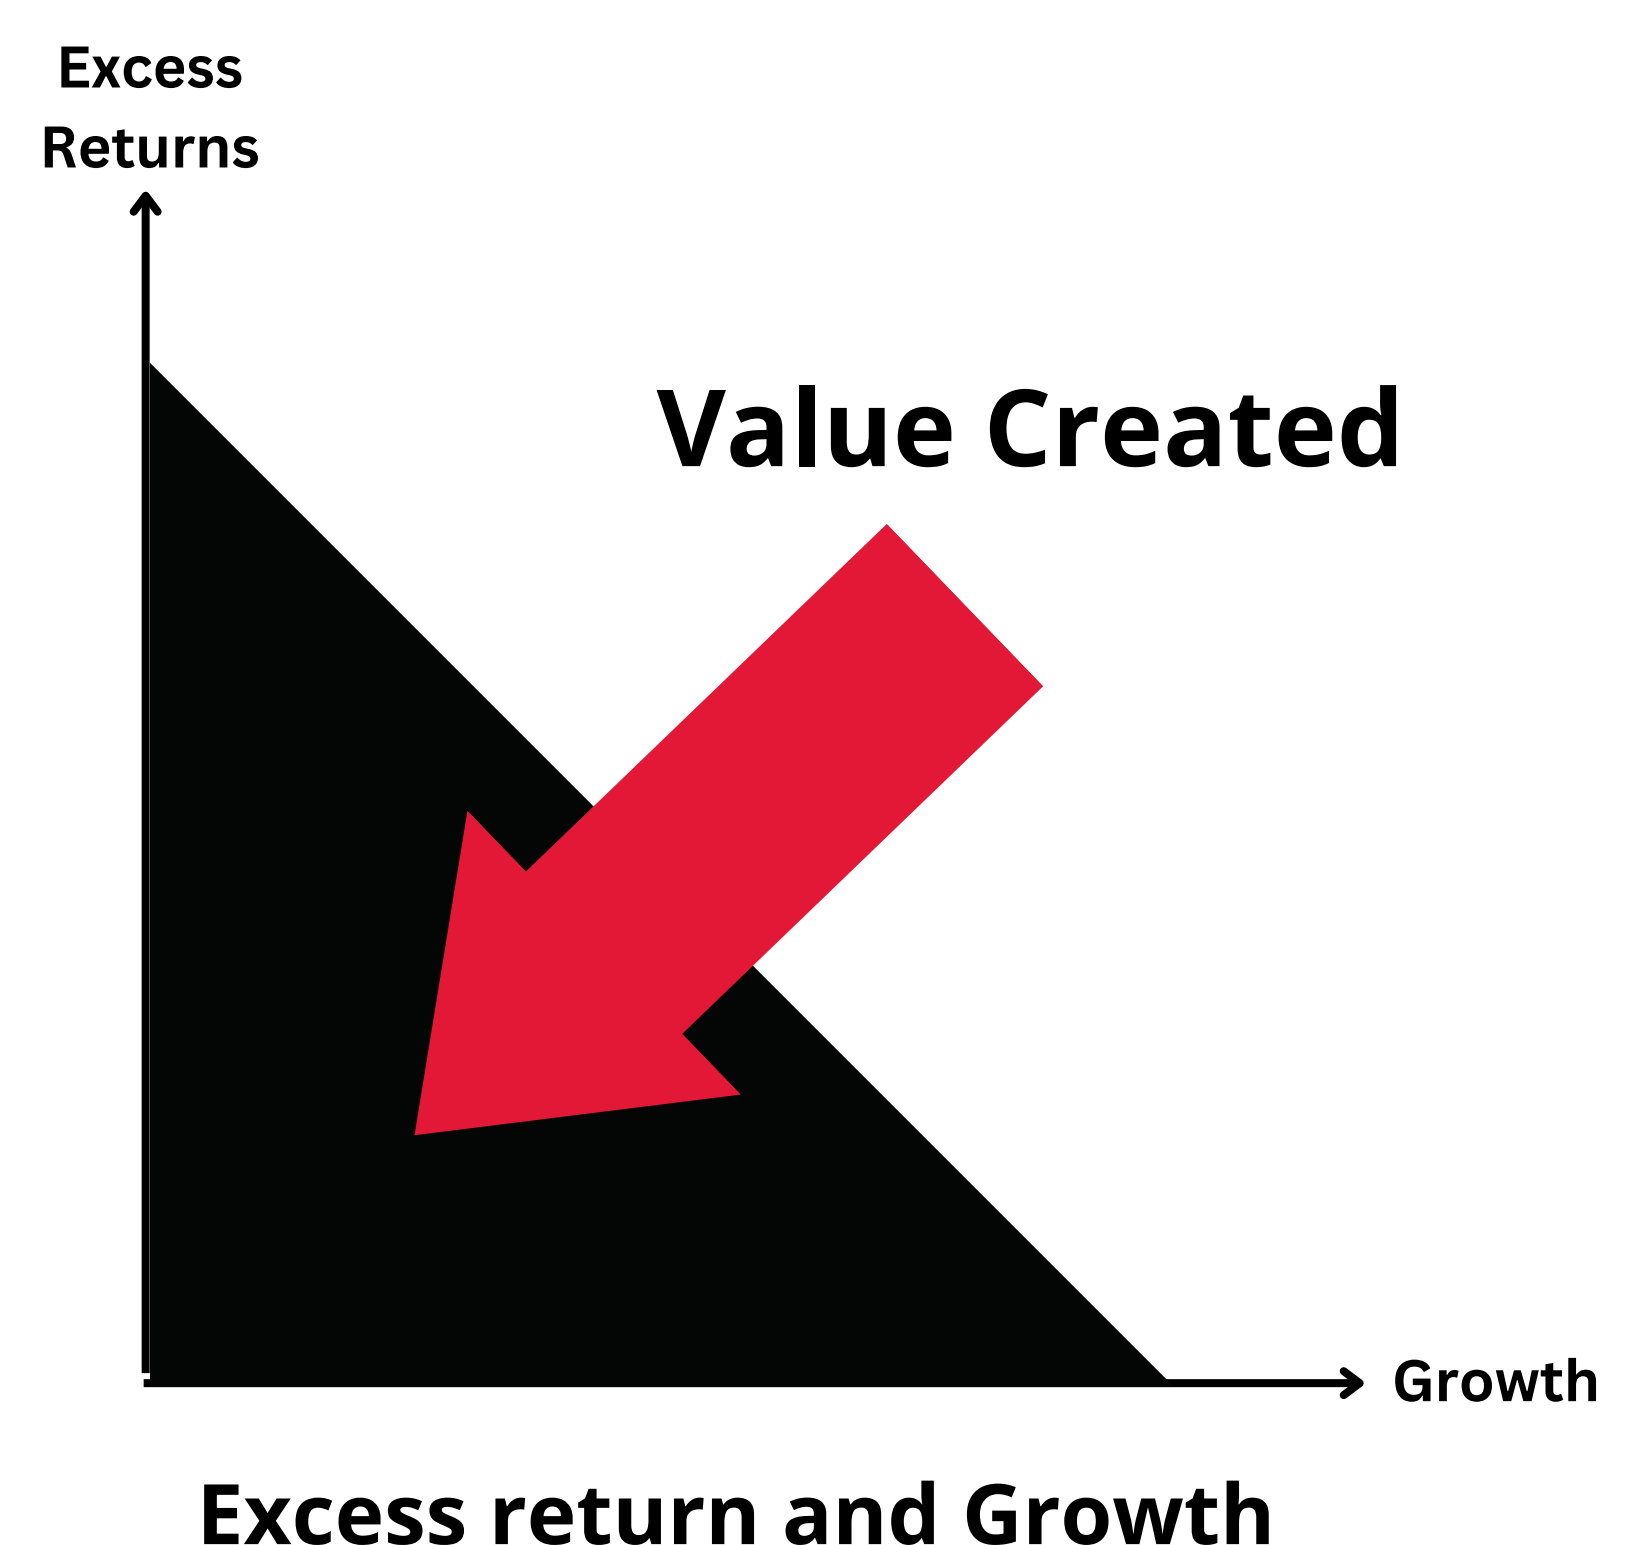 Excess
Returns
Value Created
Growth
Excess return and Growth